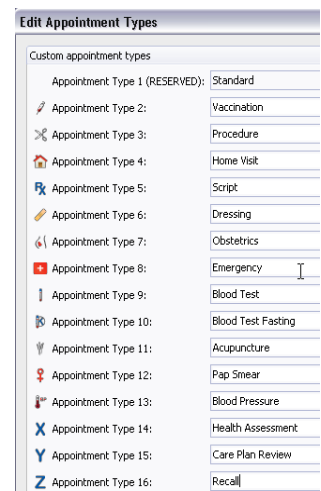 Edit Appointment Types
Custom appointment types
Appointment Type 1 (RESERVED): Standard
Appointment Type 2: Vaccination
Appointment Type 3: Procedure
Appointment Type 4: Home Visit
Appointment Type 5: Script
Appointment Type 6: Dressing
Appointment Type 7: Obstetrics
Appointment Type 8: Emergency
Appointment Type 9: Blood Test
Appointment Type 10: Blood Test Fasting
Appointment Type 11: Acupuncture
Appointment Type 12: Pap Smear
Appointment Type 13: Blood Pressure
X Appointment Type 14: Health Assessment
Y Appointment Type 15: Care Plan Review
Z Appointment Type 16: Recall